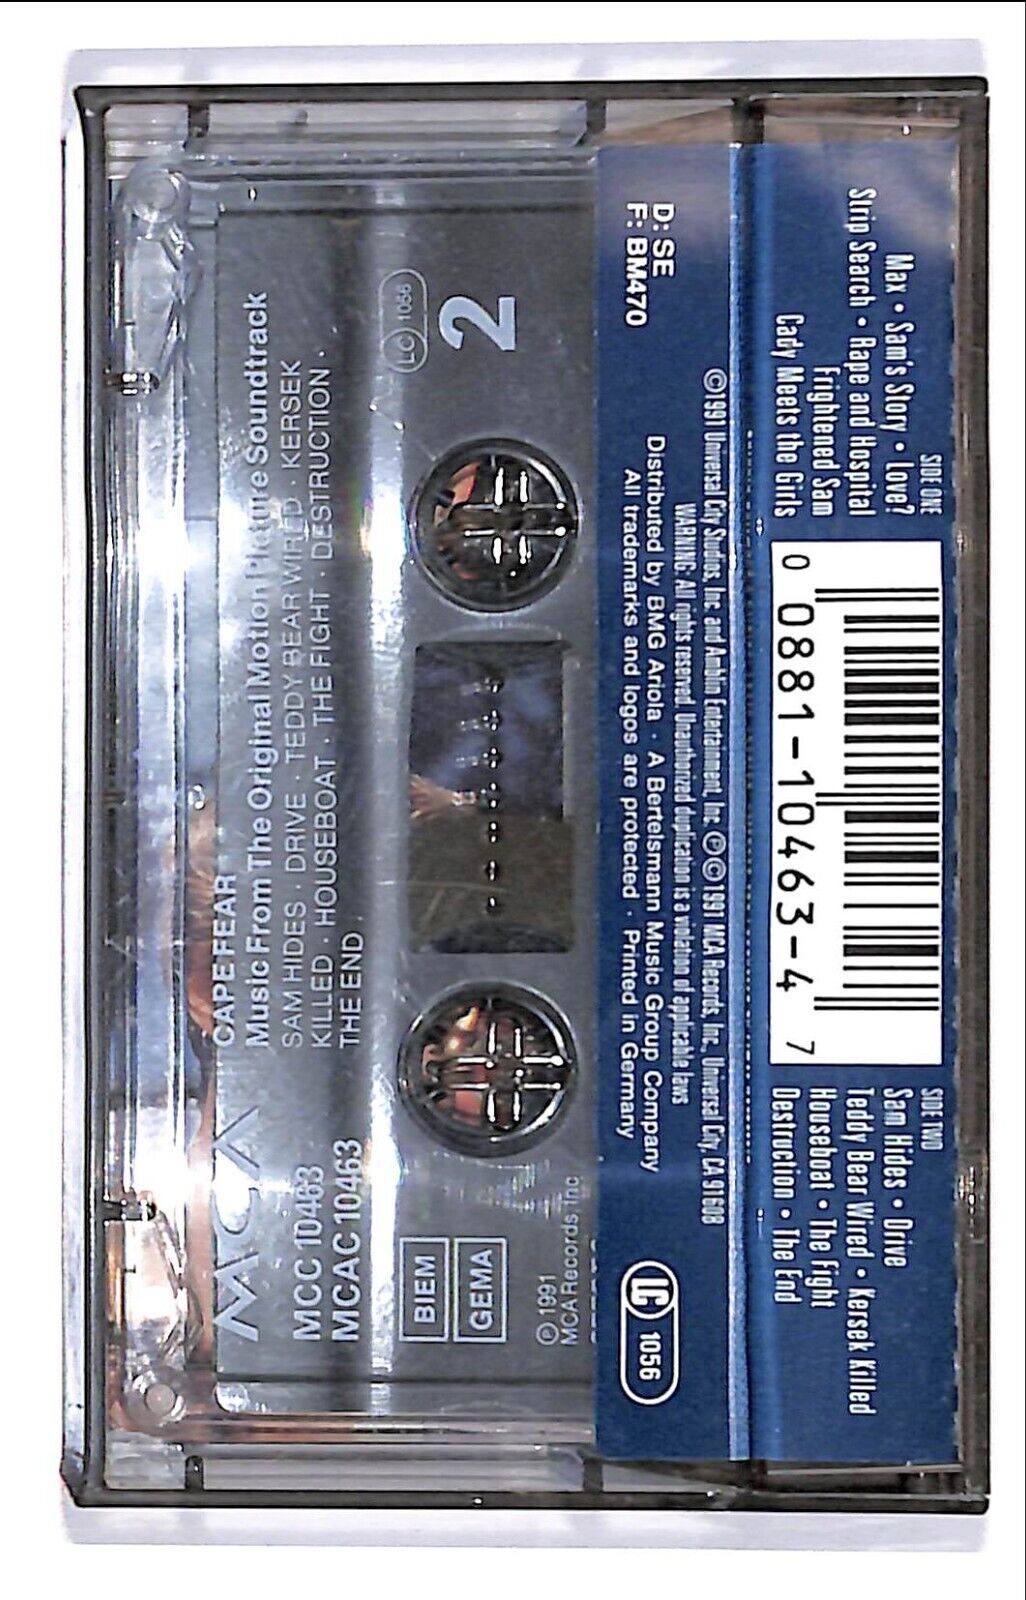 SIDE ONE
Max • Sam's Story • Love?
Strip Search • Rape and Hospital
Frightened Sam
Cady Meets the Girls
0 0881-10463-4 7
SIDE TWO
Sam Hides • Drive
Teddy Bear Wired • Kersek Killed
Houseboat • The Fight
Destruction • The End
©1991 Universal City Studios, Inc. and Amblin Entertainment, Inc. ℗©1991 MCA Records, Inc., Universal City, CA 91608
WARNING: All rights reserved. Unauthorized duplication is a violation of applicable laws
Distributed by BMG Ariola · A Bertelsmann Music Group Company
All trademarks and logos are protected · Printed in Germany
D: SE
F: BM470
LC 1056
CAPE FEAR
Music From The Original Motion Picture Soundtrack
SAM HIDES · DRIVE · TEDDY BEAR WIRED · KERSEK
KILLED · HOUSEBOAT · THE FIGHT · DESTRUCTION ·
THE END
LC 1056
2
MCA
MCC 10463
MCAC 10463
BIEM
GEMA
℗ 1991
MCA Records, Inc